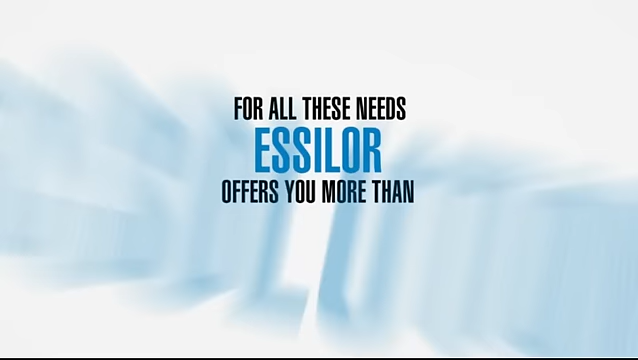 FOR ALL THESE NEEDS
ESSILOR
OFFERS YOU MORE THAN